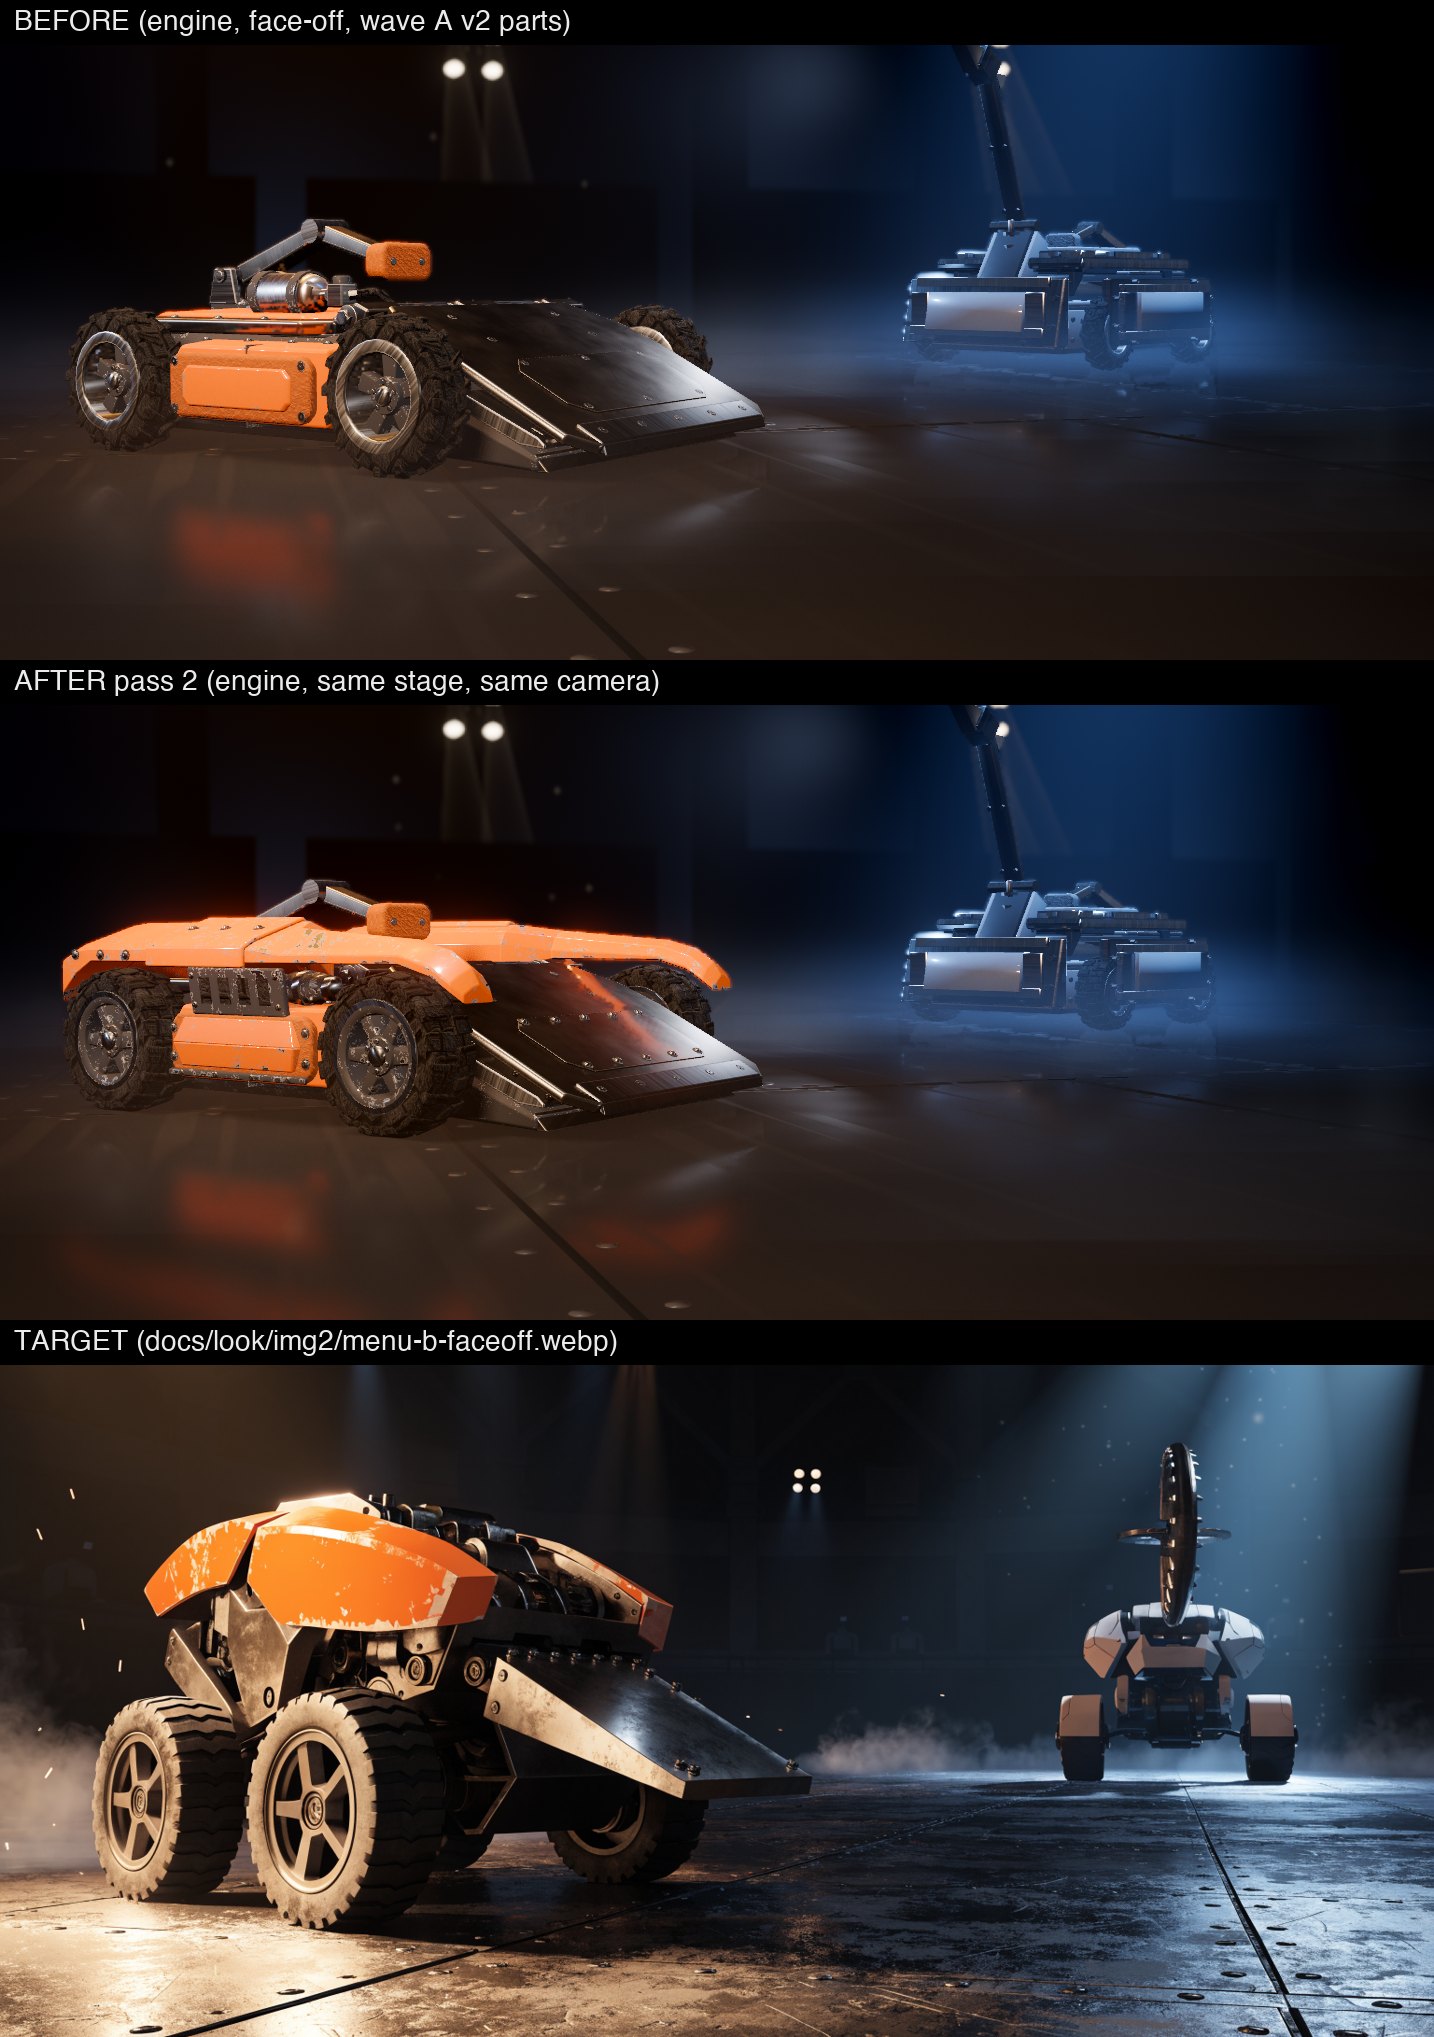 BEFORE (engine, face-off, wave A v2 parts)
AFTER pass 2 (engine, same stage, same camera)
TARGET (docs/look/img2/menu-b-faceoff.webp)